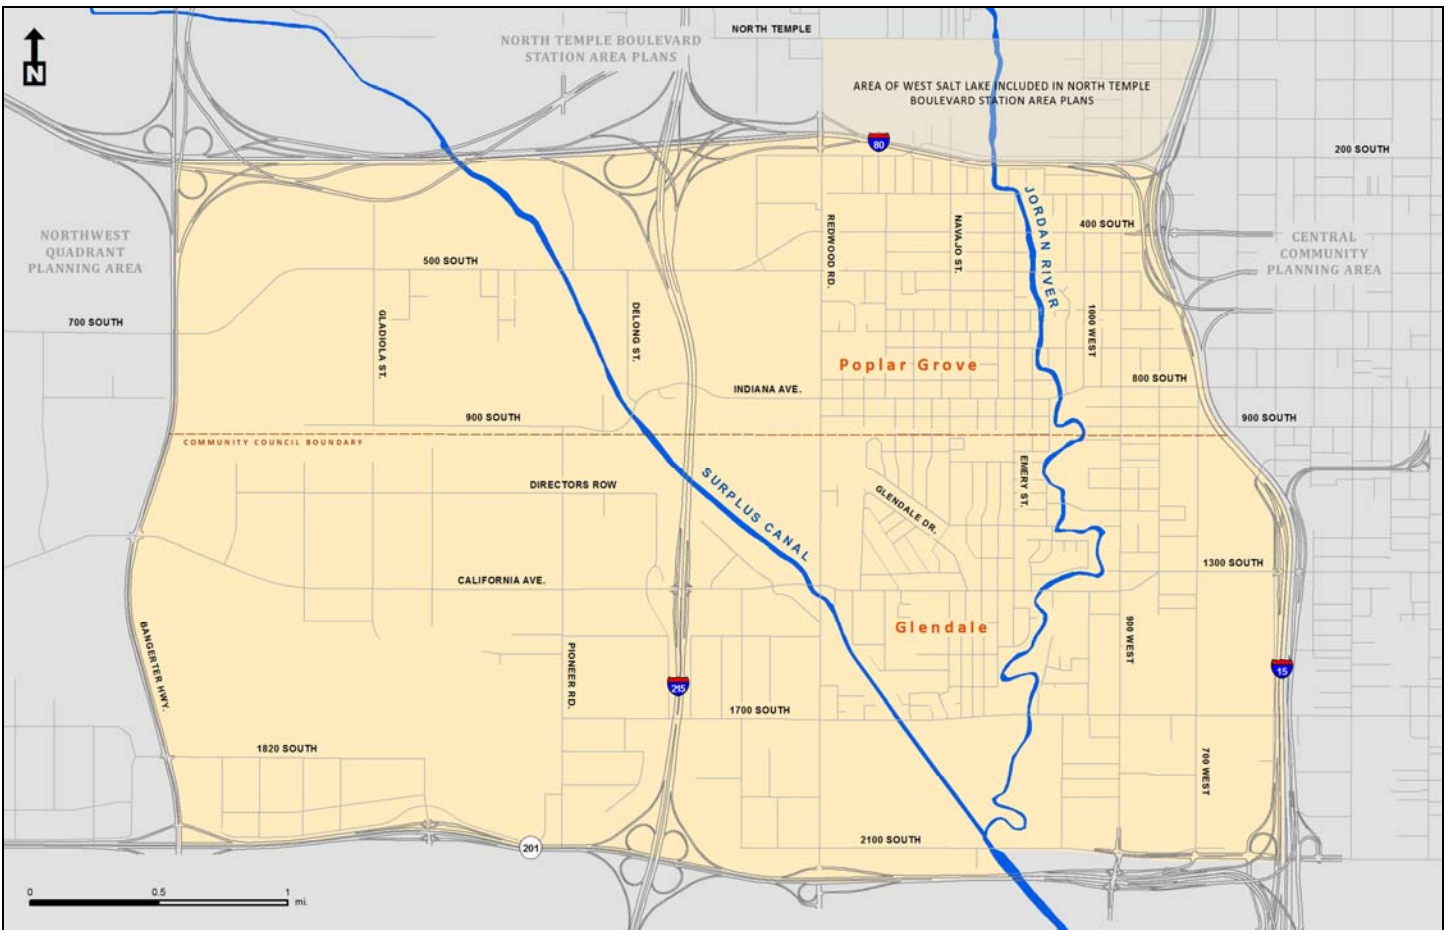 N
NORTH TEMPLE BOULEVARD
STATION AREA PLANS
NORTH TEMPLE
AREA OF WEST SALT LAKE INCLUDED IN NORTH TEMPLE
BOULEVARD STATION AREA PLANS
80
200 SOUTH
NORTHWEST
QUADRANT
PLANNING AREA
500 SOUTH
REDWOOD RD.
NAVAJO ST.
JORDAN RIVER
400 SOUTH
CENTRAL
COMMUNITY
PLANNING AREA
700 SOUTH
GLADIOLA ST.
DELONG ST.
1000 WEST
Poplar Grove
800 SOUTH
INDIANA AVE.
900 SOUTH
900 SOUTH
COMMUNITY COUNCIL BOUNDARY
DIRECTORS ROW
SURPLUS CANAL
GLENDALE DR.
EMERY ST.
1300 SOUTH
CALIFORNIA AVE.
Glendale
900 WEST
BANGERTER HWY.
PIONEER RD.
215
15
1700 SOUTH
1820 SOUTH
700 WEST
2100 SOUTH
201
0 0.5 1
mi.